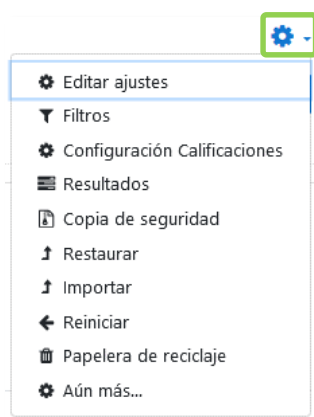 Editar ajustes
Filtros
Configuración Calificaciones
Resultados
Copia de seguridad
Restaurar
Importar
Reiniciar
Papelera de reciclaje
Aún más...